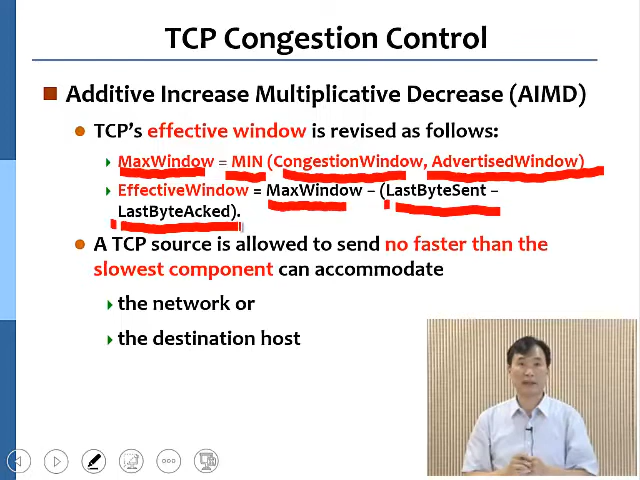 TCP Congestion Control
Additive Increase Multiplicative Decrease (AIMD)
TCP's effective window is revised as follows:
MaxWindow = MIN (CongestionWindow, AdvertisedWindow)
EffectiveWindow = MaxWindow – (LastByteSent –
LastByteAcked).
A TCP source is allowed to send no faster than the
slowest component can accommodate
the network or
the destination host